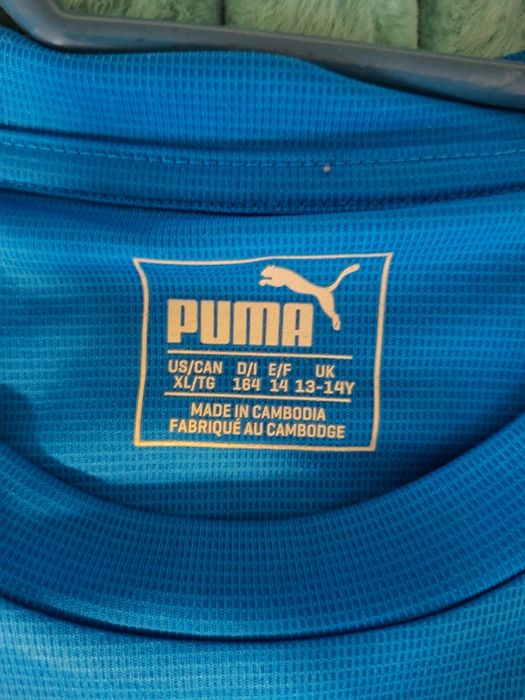 PUMA
US/CAN D/I E/F UK
XL/TG 164 14 13-14Y
MADE IN CAMBODIA
FABRIQUÉ AU CAMBODGE